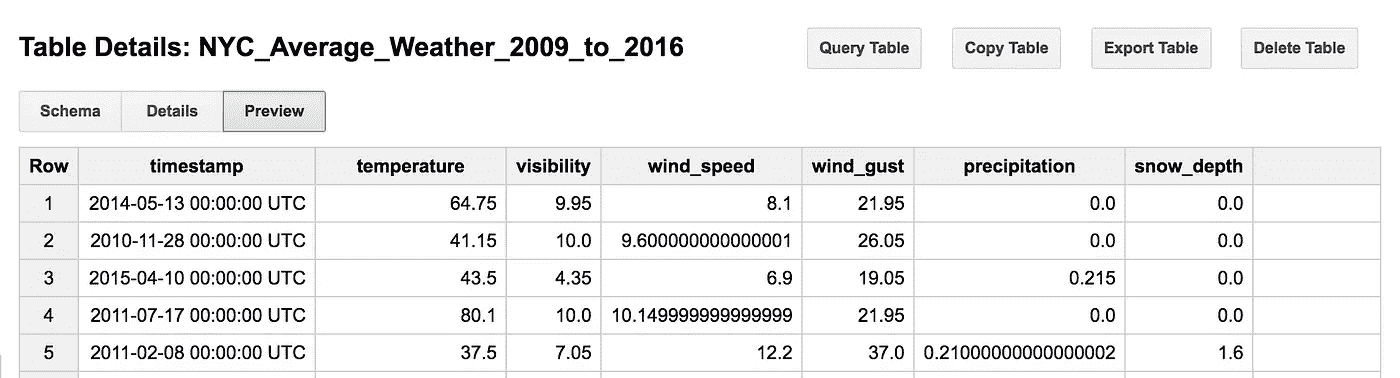 Table Details: NYC_Average_Weather_2009_to_2016 Query Table Copy Table Export Table Delete Table
Schema Details Preview
Row timestamp temperature visibility wind_speed wind_gust precipitation snow_depth
1 2014-05-13 00:00:00 UTC 64.75 9.95 8.1 21.95 0.0 0.0
2 2010-11-28 00:00:00 UTC 41.15 10.0 9.600000000000001 26.05 0.0 0.0
3 2015-04-10 00:00:00 UTC 43.5 4.35 6.9 19.05 0.215 0.0
4 2011-07-17 00:00:00 UTC 80.1 10.0 10.149999999999999 21.95 0.0 0.0
5 2011-02-08 00:00:00 UTC 37.5 7.05 12.2 37.0 0.21000000000000002 1.6